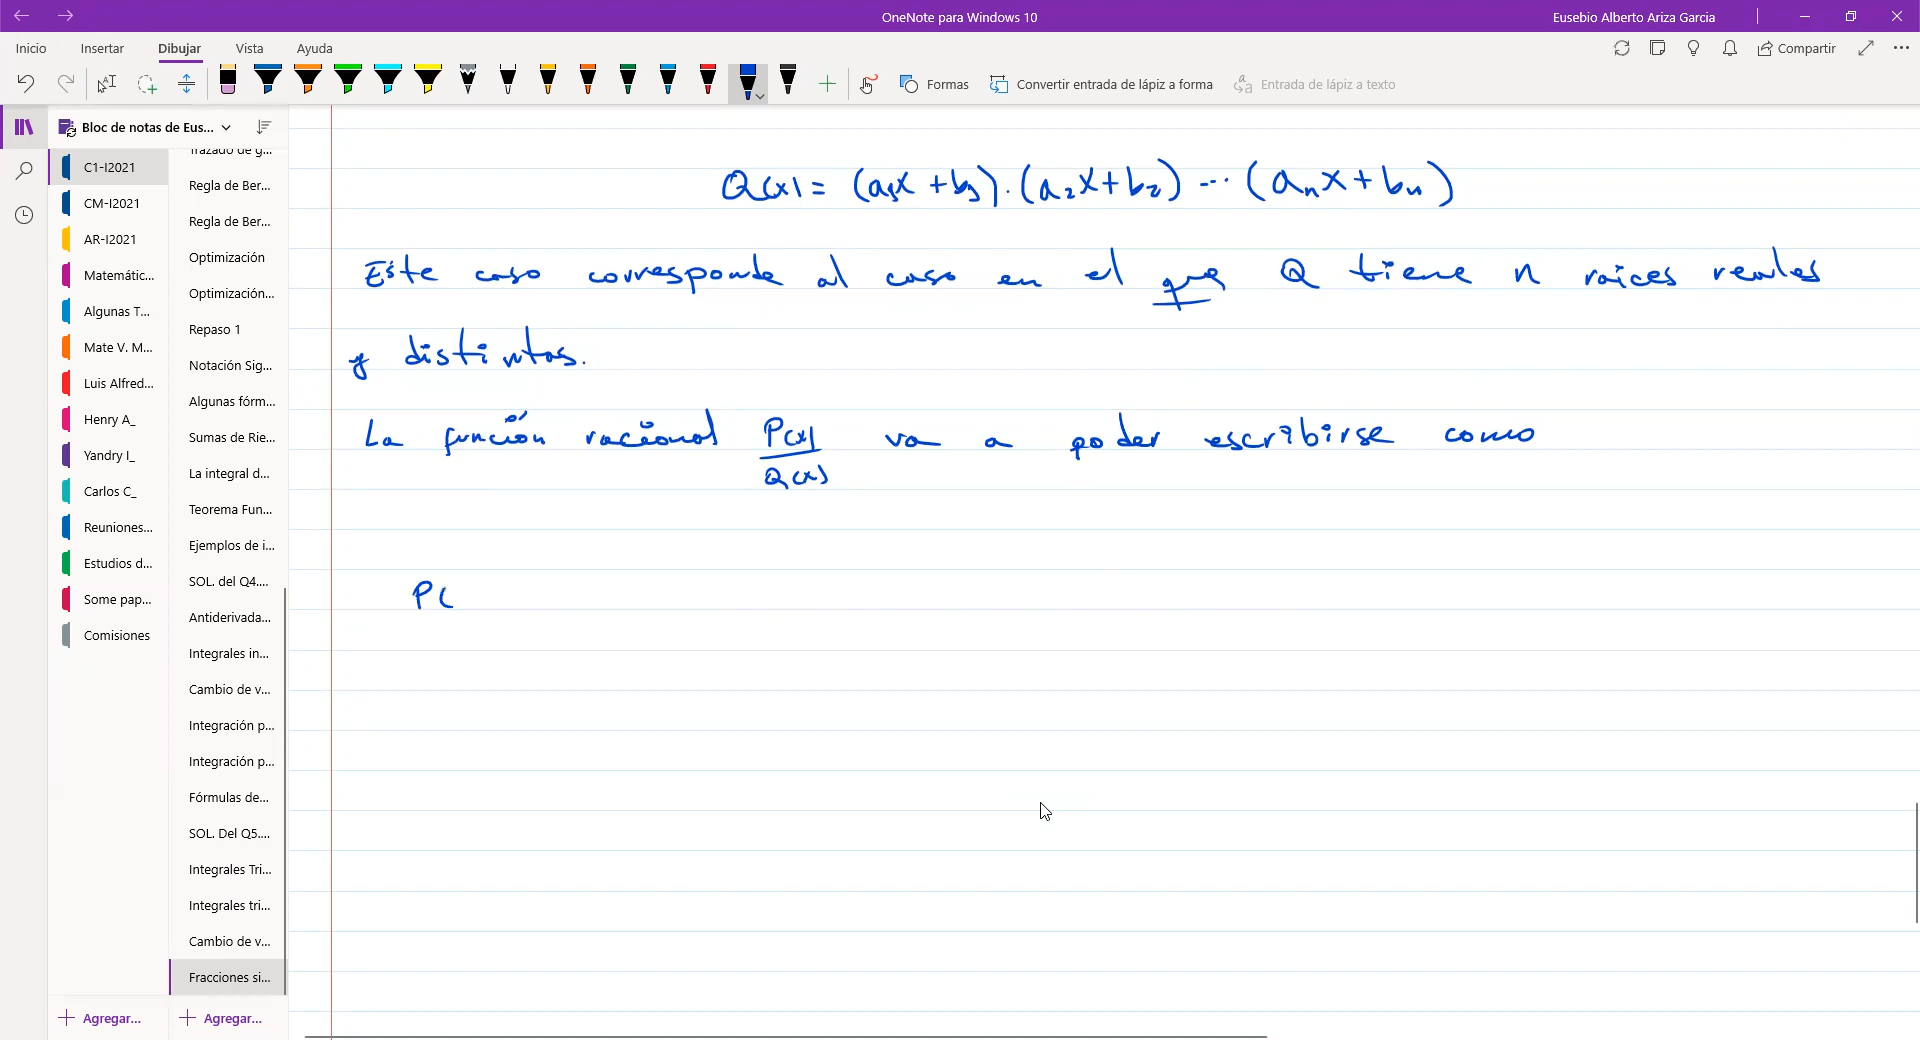 OneNote para Windows 10
Eusebio Alberto Ariza Garcia
Inicio Insertar Dibujar Vista Ayuda
Compartir
Formas
Convertir entrada de lápiz a forma
Entrada de lápiz a texto
Bloc de notas de Eus...
C1-I2021
CM-I2021
AR-I2021
Matemátic...
Algunas T...
Mate V. M...
Luis Alfred...
Henry A_
Yandry I_
Carlos C_
Reuniones...
Estudios d...
Some pap...
Comisiones
Agregar...
Trazado de g...
Regla de Ber...
Regla de Ber...
Optimización
Optimización...
Repaso 1
Notación Sig...
Algunas fórm...
Sumas de Rie...
La integral d...
Teorema Fun...
Ejemplos de i...
SOL. del Q4....
Antiderivada...
Integrales in...
Cambio de v...
Integración p...
Integración p...
Fórmulas de...
SOL. Del Q5....
Integrales Tri...
Integrales tri...
Cambio de v...
Fracciones si...
Agregar...
Q(x) = (a₁x + b₁).(a₂x + b₂) ... (aₙx + bₙ)
Este caso corresponde al caso en el que Q tiene n raices reales
y distintas.
La función racional P(x)/Q(x) va a poder escribirse como
P(